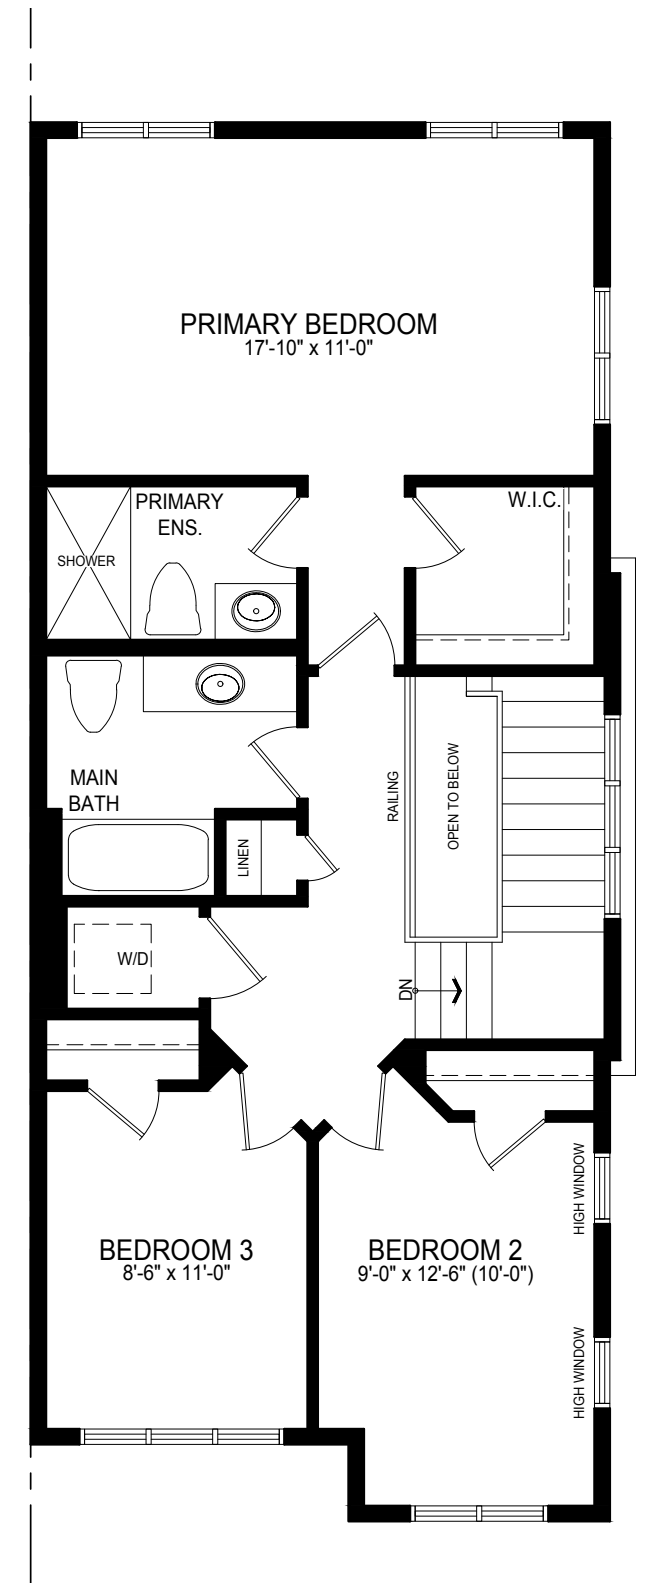 PRIMARY BEDROOM
17'-10" x 11'-0"
PRIMARY
ENS.
W.I.C.
SHOWER
MAIN
BATH
RAILING
OPEN TO BELOW
LINEN
W/D
DN
HIGH WINDOW
BEDROOM 3
8'-6" x 11'-0"
BEDROOM 2
9'-0" x 12'-6" (10'-0")
HIGH WINDOW